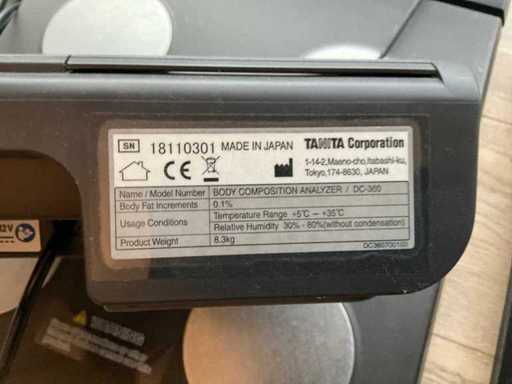 SN 18110301 MADE IN JAPAN
TANITA Corporation
1-14-2,Maeno-cho,Itabashi-ku,
Tokyo,174-8630, JAPAN
CE
Name / Model Number BODY COMPOSITION ANALYZER / DC-360
Body Fat Increments 0.1%
Usage Conditions Temperature Range +5℃ ~ +35℃
Relative Humidity 30% - 80%(without condensation)
Product Weight 8.3kg
12V